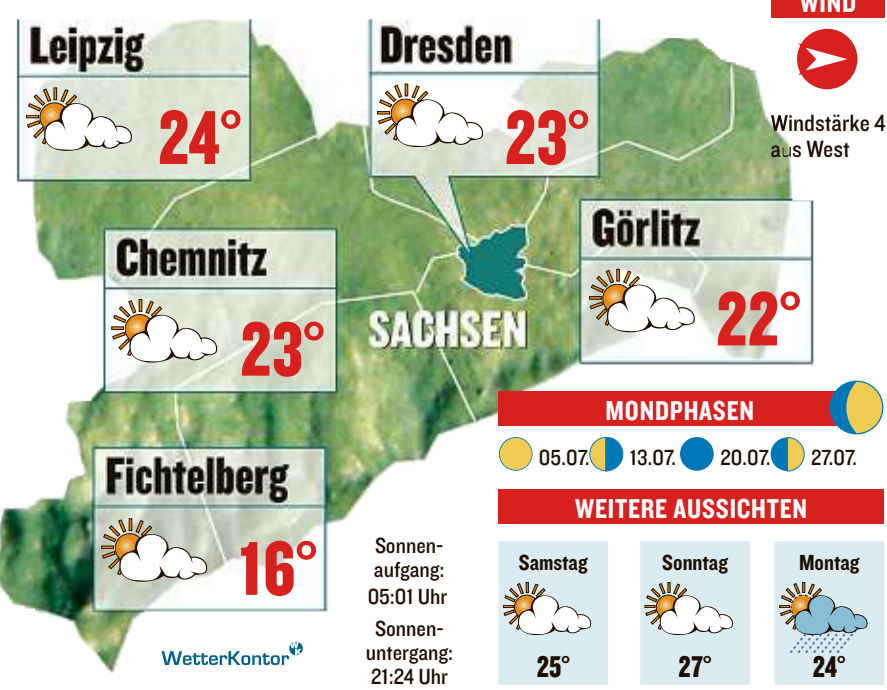 WIND
Windstärke 4
aus West
Leipzig
24°
Dresden
23°
Görlitz
22°
Chemnitz
23°
SACHSEN
Fichtelberg
16°
MONDPHASEN
05.07. 13.07. 20.07. 27.07.
WEITERE AUSSICHTEN
Samstag
25°
Sonntag
27°
Montag
24°
Sonnen-
aufgang:
05:01 Uhr
Sonnen-
untergang:
21:24 Uhr
WetterKontor